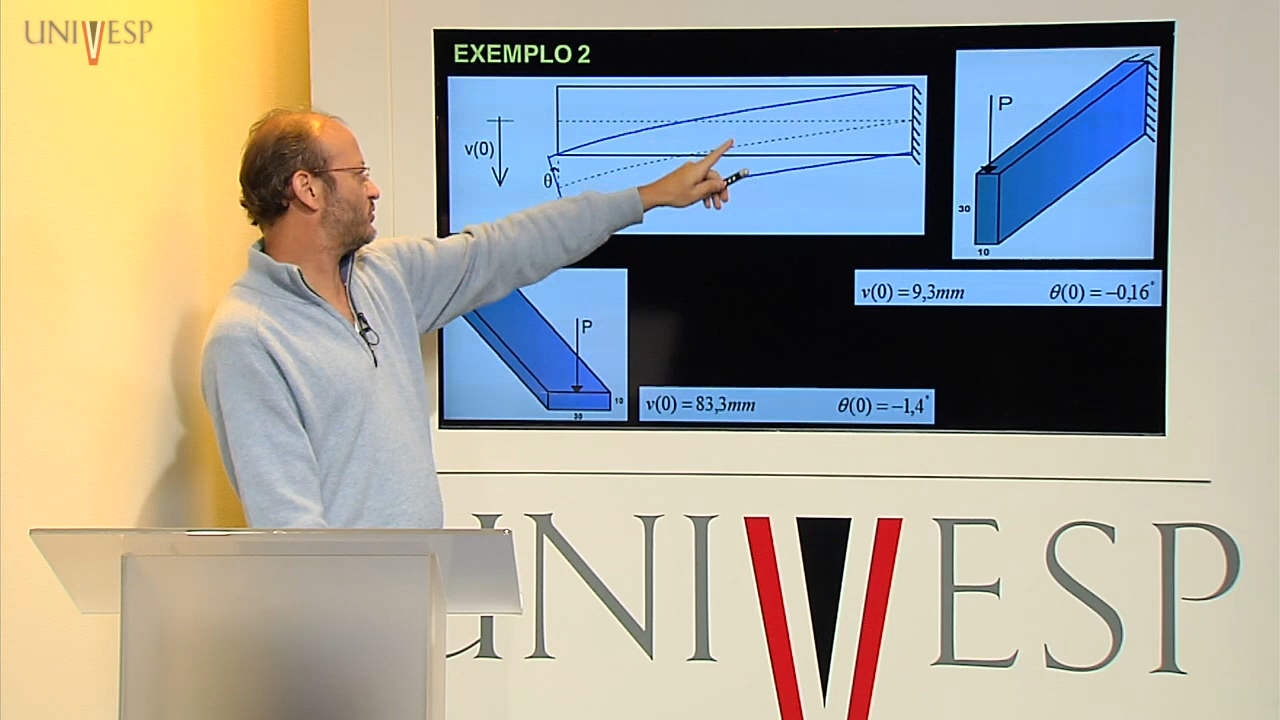 UNIVESP
EXEMPLO 2
v(0)
θ
P
30
10
v(0) = 9,3mm θ(0) = −0,16°
P
10
30
v(0) = 83,3mm θ(0) = −1,4°
UNIVESP